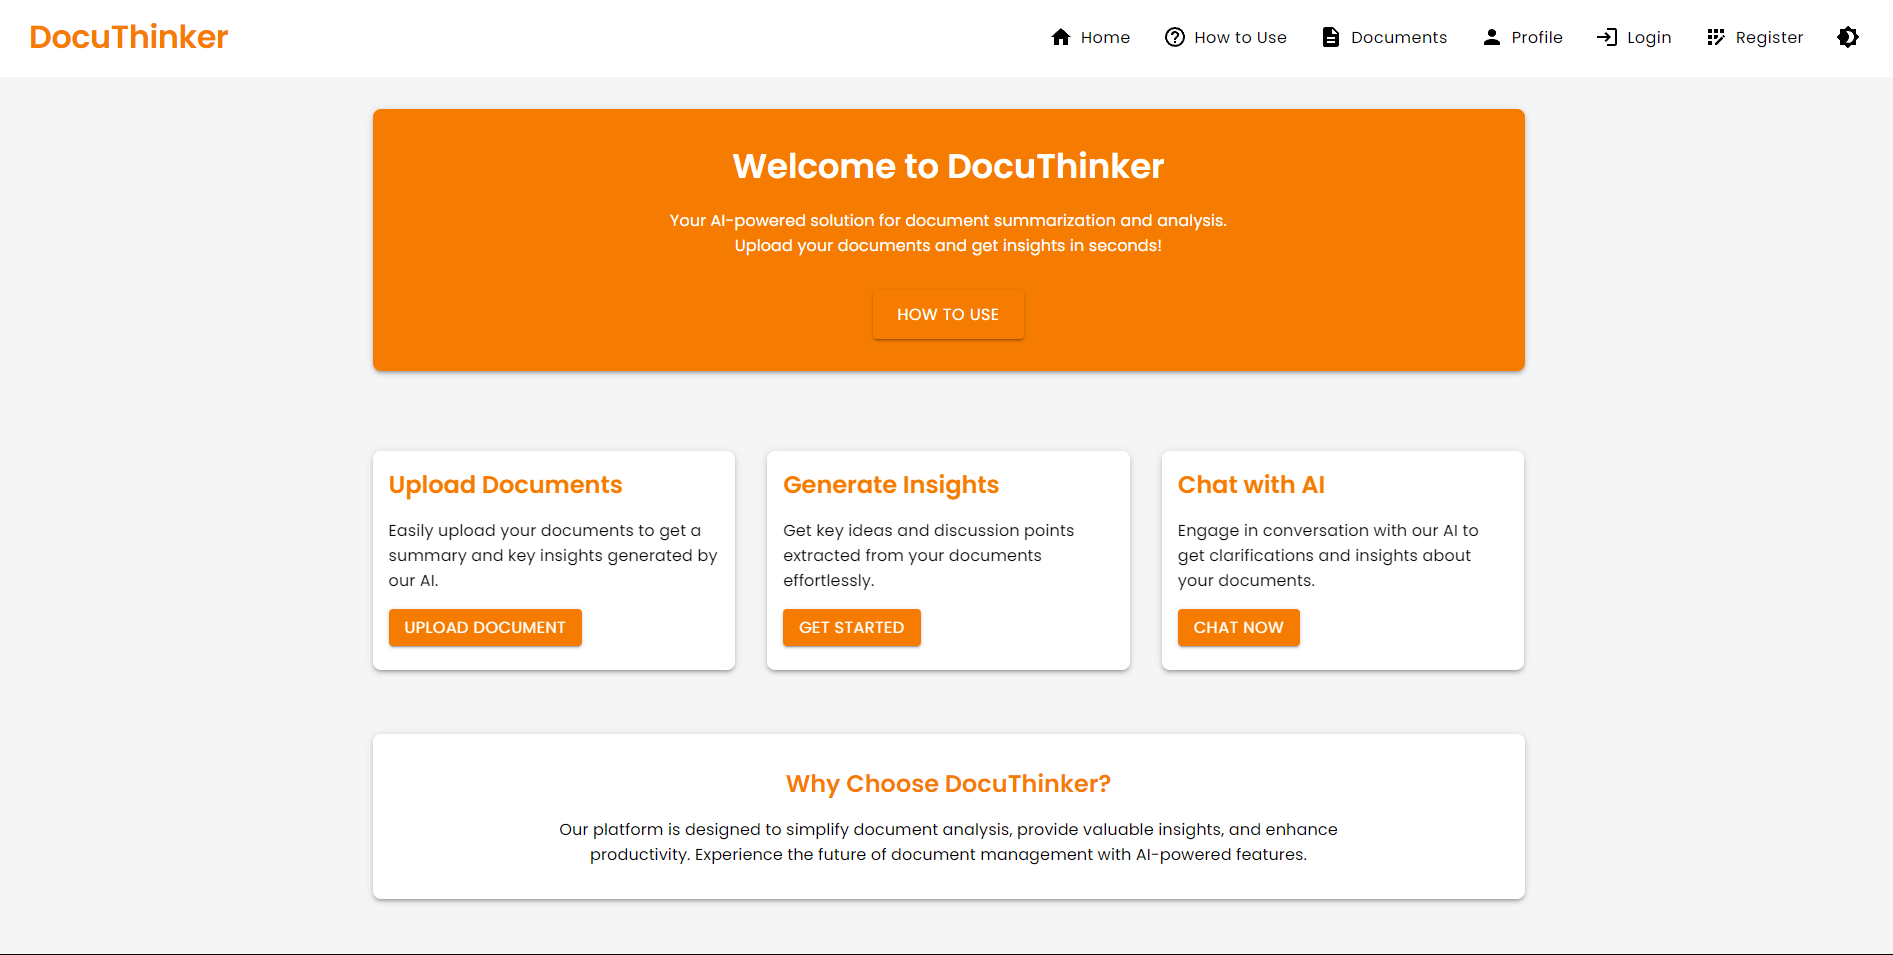 DocuThinker
Home
How to Use
Documents
Profile
Login
Register
Welcome to DocuThinker
Your AI-powered solution for document summarization and analysis.
Upload your documents and get insights in seconds!
HOW TO USE
Upload Documents
Easily upload your documents to get a
summary and key insights generated by
our AI.
UPLOAD DOCUMENT
Generate Insights
Get key ideas and discussion points
extracted from your documents
effortlessly.
GET STARTED
Chat with AI
Engage in conversation with our AI to
get clarifications and insights about
your documents.
CHAT NOW
Why Choose DocuThinker?
Our platform is designed to simplify document analysis, provide valuable insights, and enhance
productivity. Experience the future of document management with AI-powered features.